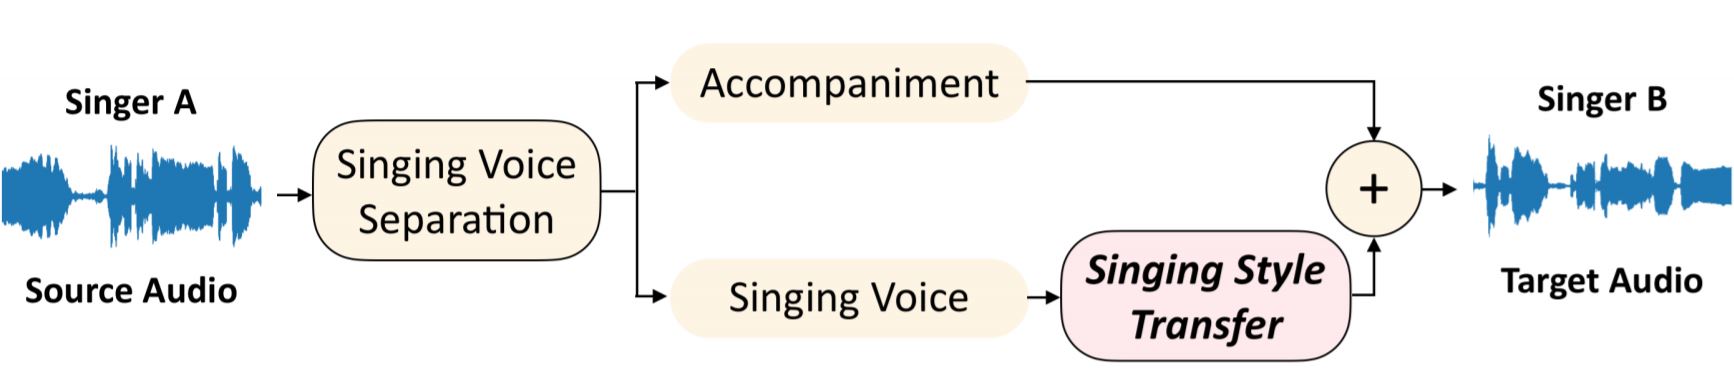 Singer A
Source Audio
Singing Voice
Separation
Accompaniment
Singing Voice
Singing Style
Transfer
+
Singer B
Target Audio